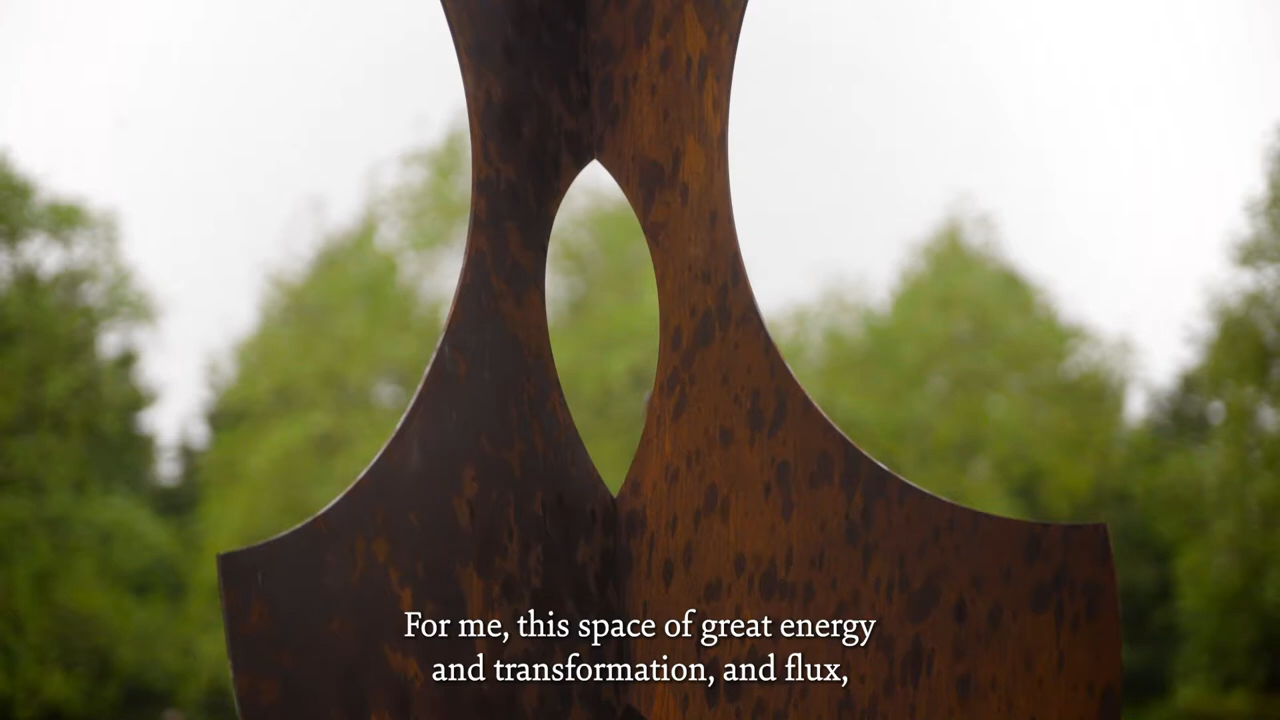 For me, this space of great energy
and transformation, and flux,